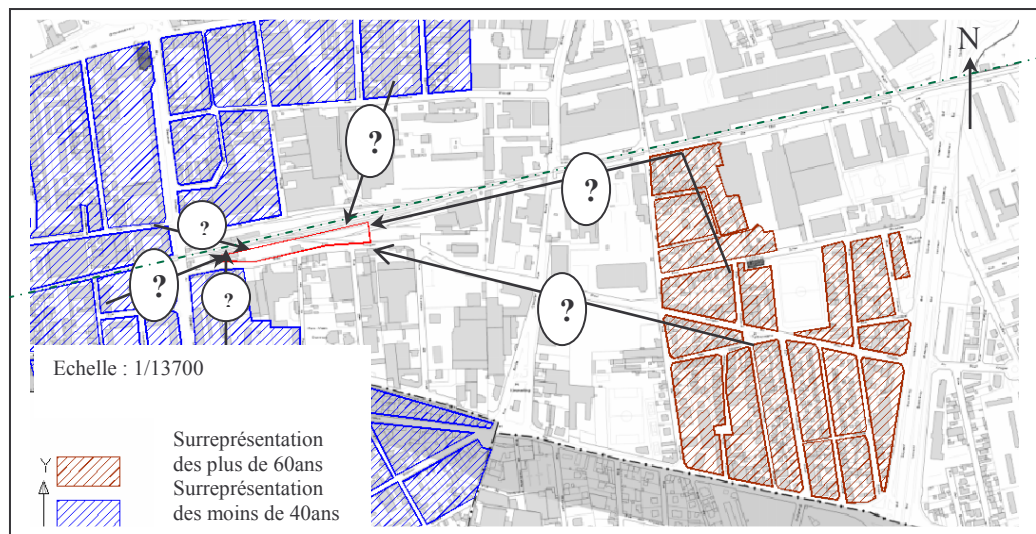 N
?
?
?
?
?
?
Echelle : 1/13700
Surreprésentation
des plus de 60ans
Y
Surreprésentation
des moins de 40ans